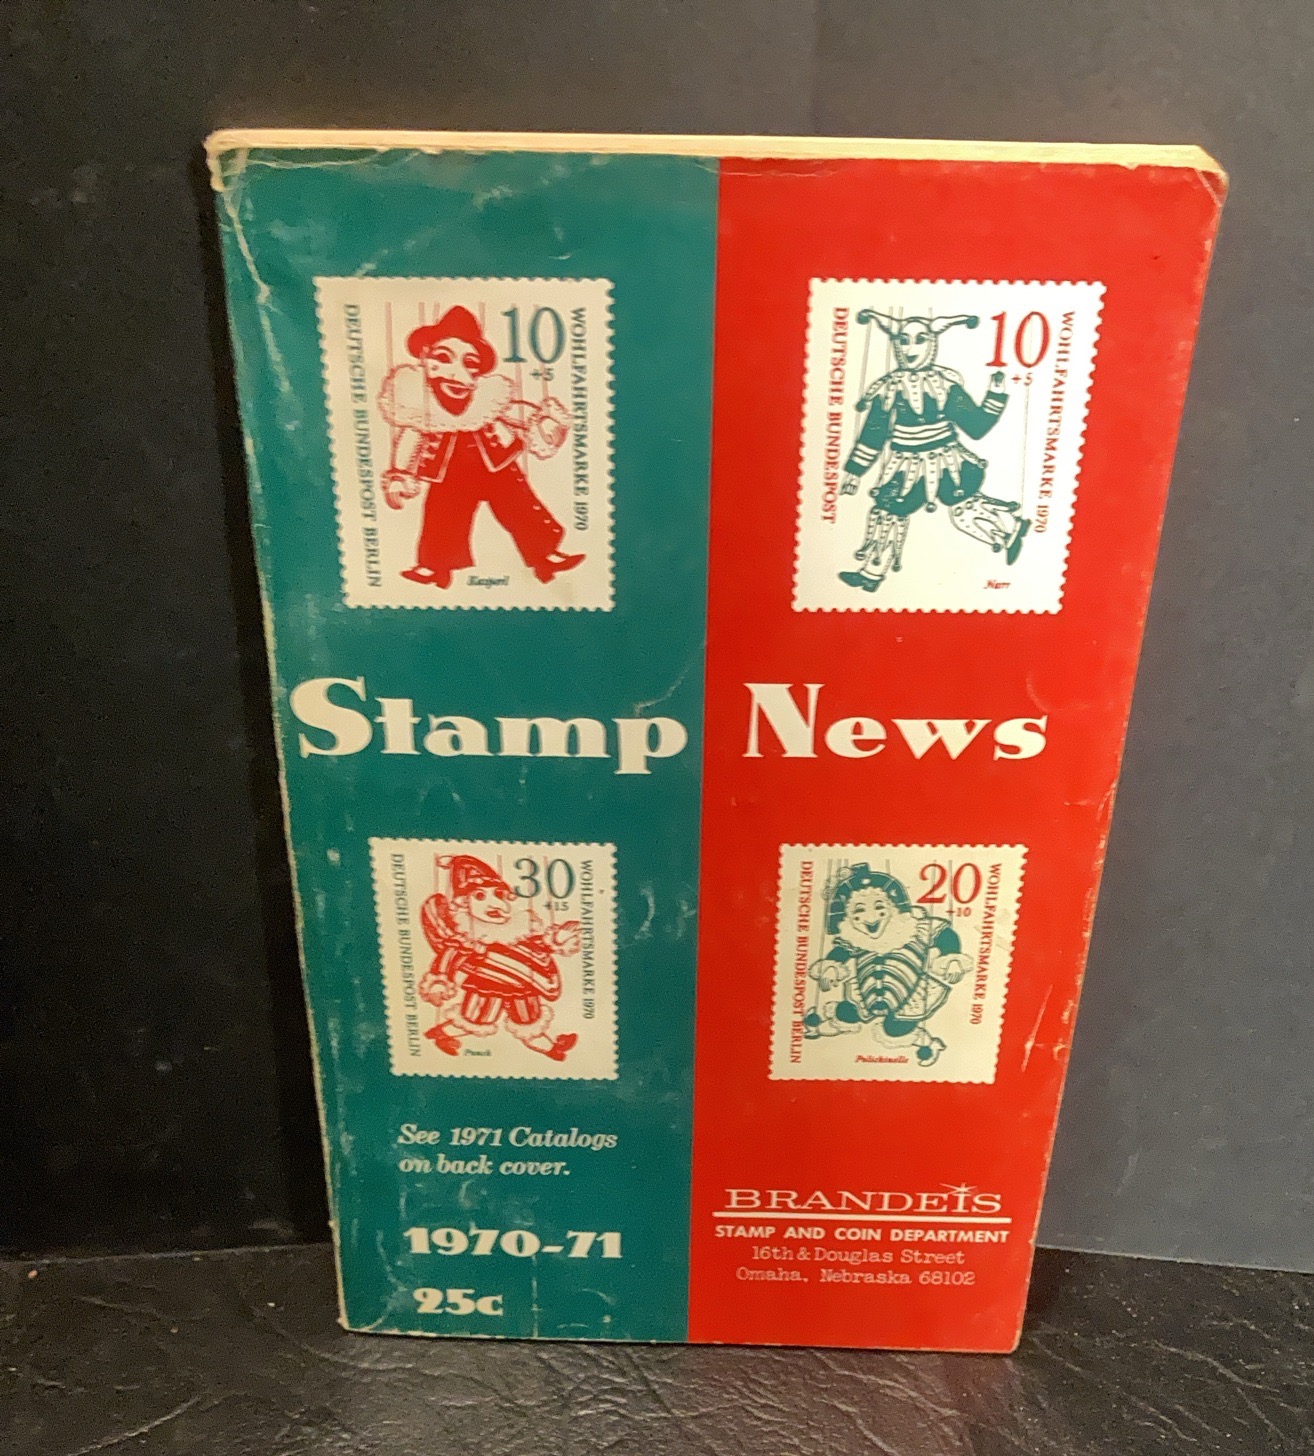 10
+5
WOHLFAHRTSMARKE 1970
DEUTSCHE BUNDESPOST BERLIN
Kasperl
10
+5
WOHLFAHRTSMARKE 1970
DEUTSCHE BUNDESPOST
Narr
Stamp News
30
+15
WOHLFAHRTSMARKE 1970
DEUTSCHE BUNDESPOST BERLIN
Punch
20
+10
WOHLFAHRTSMARKE 1970
DEUTSCHE BUNDESPOST BERLIN
Polichinelle
See 1971 Catalogs
on back cover.
1970-71
25c
BRANDEIS
STAMP AND COIN DEPARTMENT
16th & Douglas Street
Omaha, Nebraska 68102